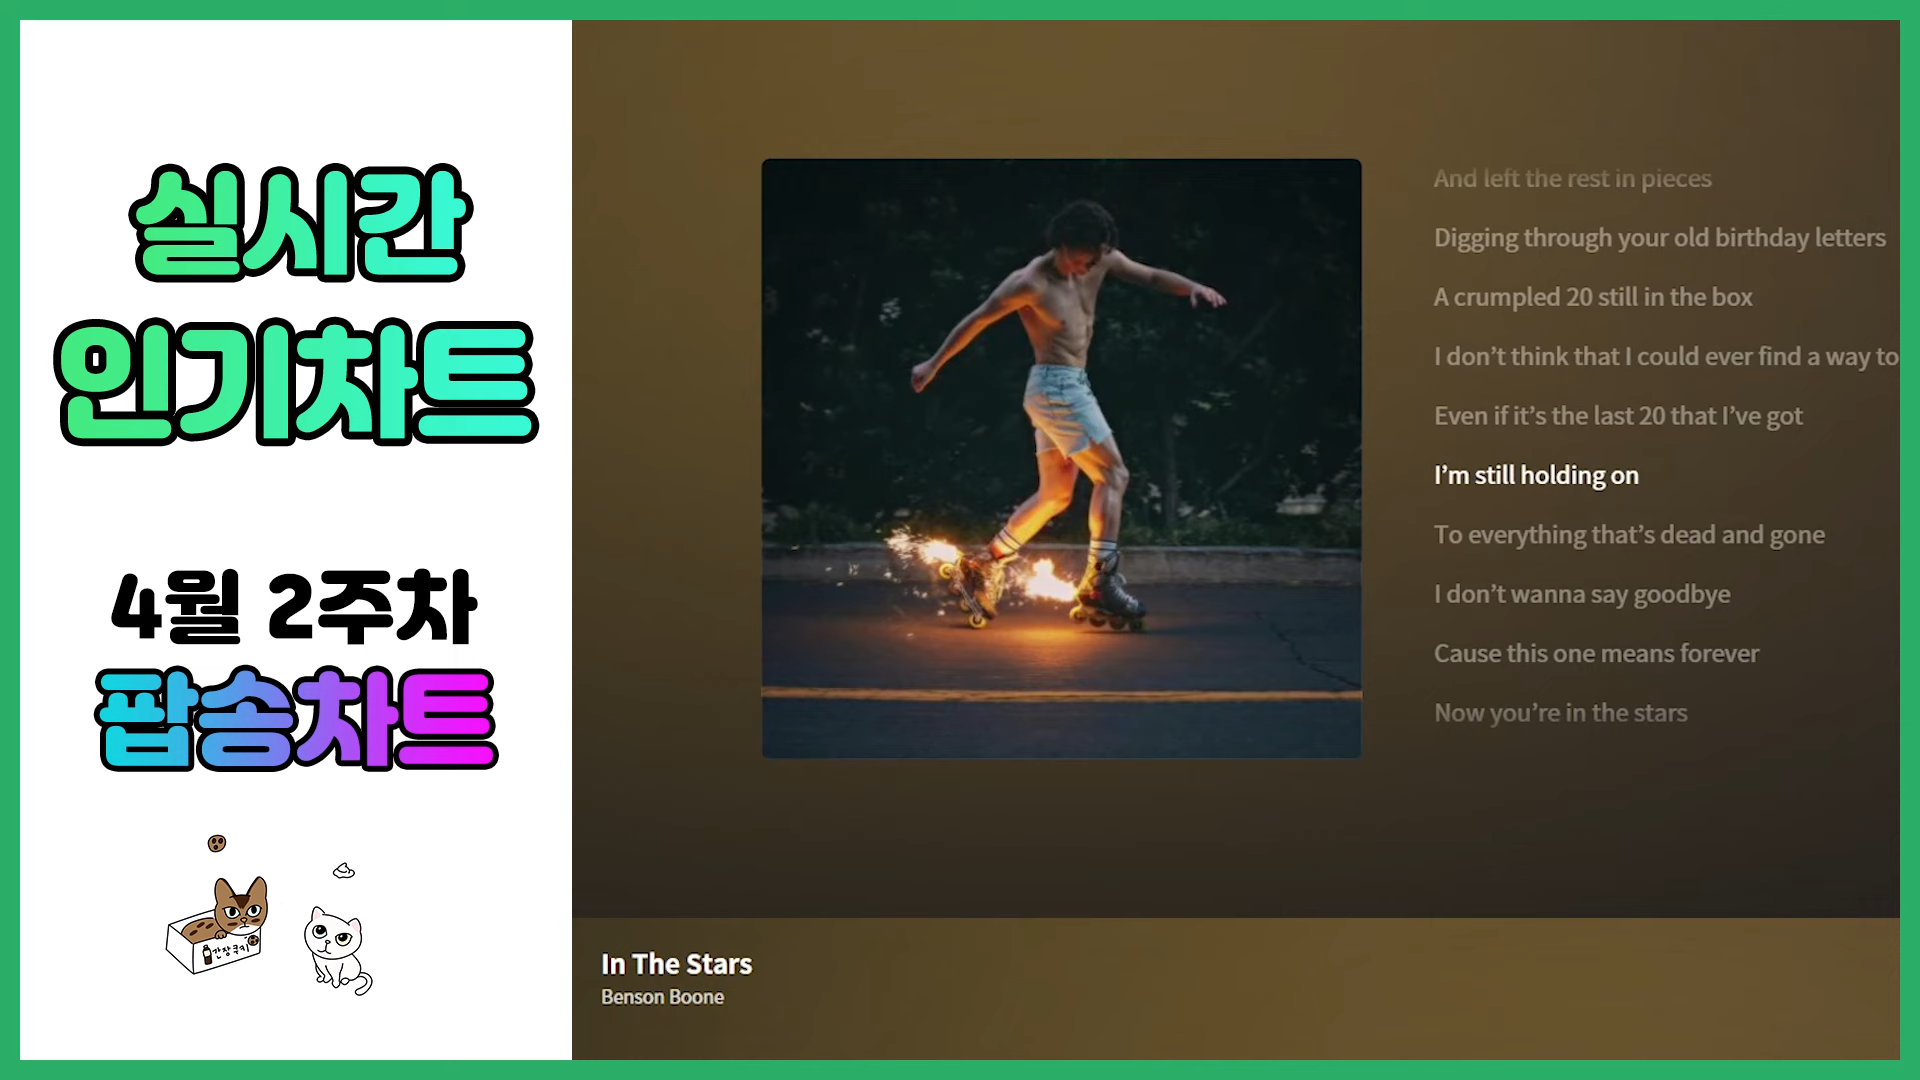 실시간
인기차트
4월 2주차
팝송차트
간장쿡키
And left the rest in pieces
Digging through your old birthday letters
A crumpled 20 still in the box
I don’t think that I could ever find a way to
Even if it’s the last 20 that I’ve got
I’m still holding on
To everything that’s dead and gone
I don’t wanna say goodbye
Cause this one means forever
Now you’re in the stars
In The Stars
Benson Boone